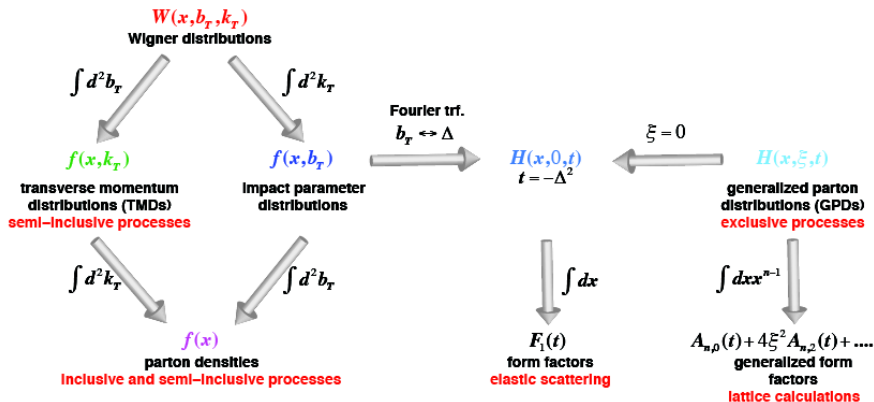 W(x,b_T,k_T)
Wigner distributions
∫d²b_T
∫d²k_T
Fourier trf.
b_T ↔ Δ
ξ=0
f(x,k_T)
f(x,b_T)
H(x,0,t)
t=−Δ²
H(x,ξ,t)
transverse momentum
distributions (TMDs)
semi−inclusive processes
impact parameter
distributions
generalized parton
distributions (GPDs)
exclusive processes
∫d²k_T
∫d²b_T
∫dx
∫dxxⁿ⁻¹
f(x)
parton densities
inclusive and semi−inclusive processes
F₁(t)
form factors
elastic scattering
A_{n,0}(t)+4ξ²A_{n,2}(t)+....
generalized form
factors
lattice calculations